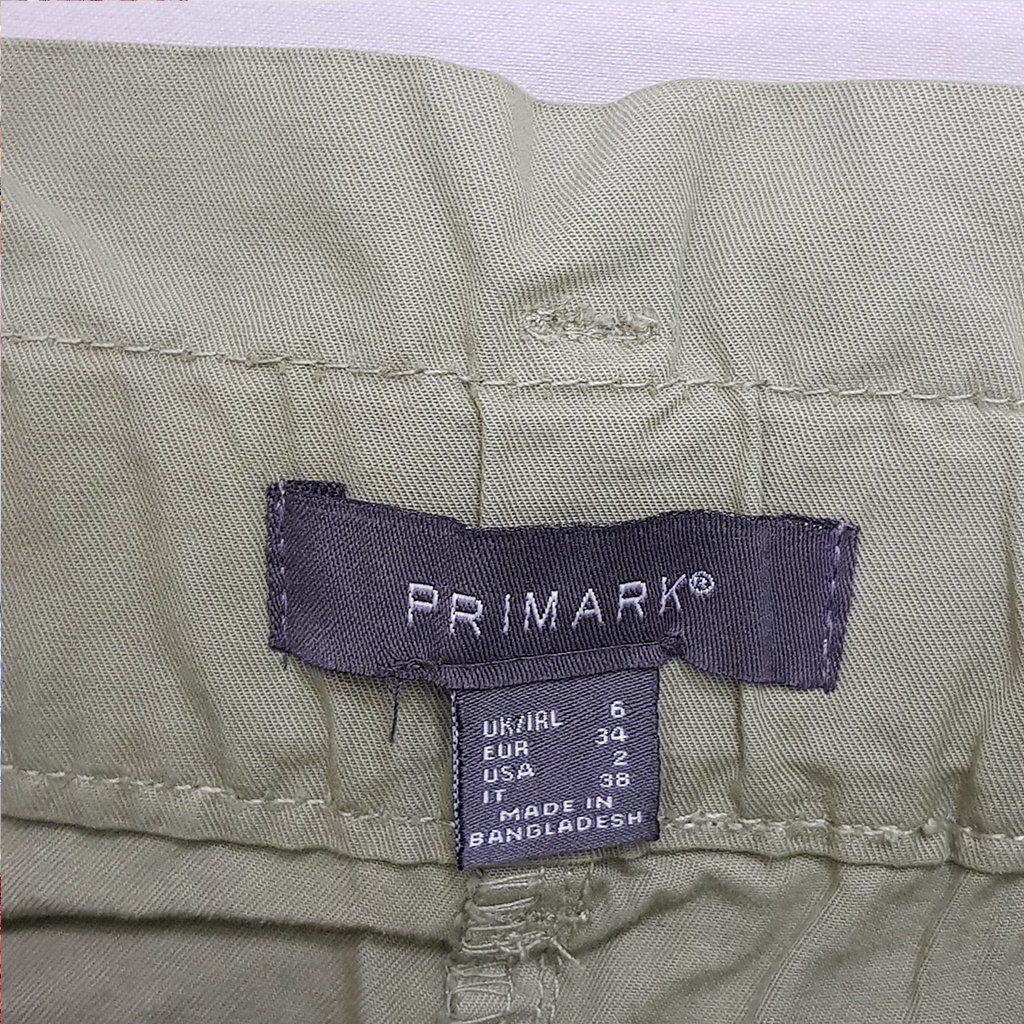 PRIMARK®
UK/IRL 6
EUR 34
USA 2
IT 38
MADE IN
BANGLADESH